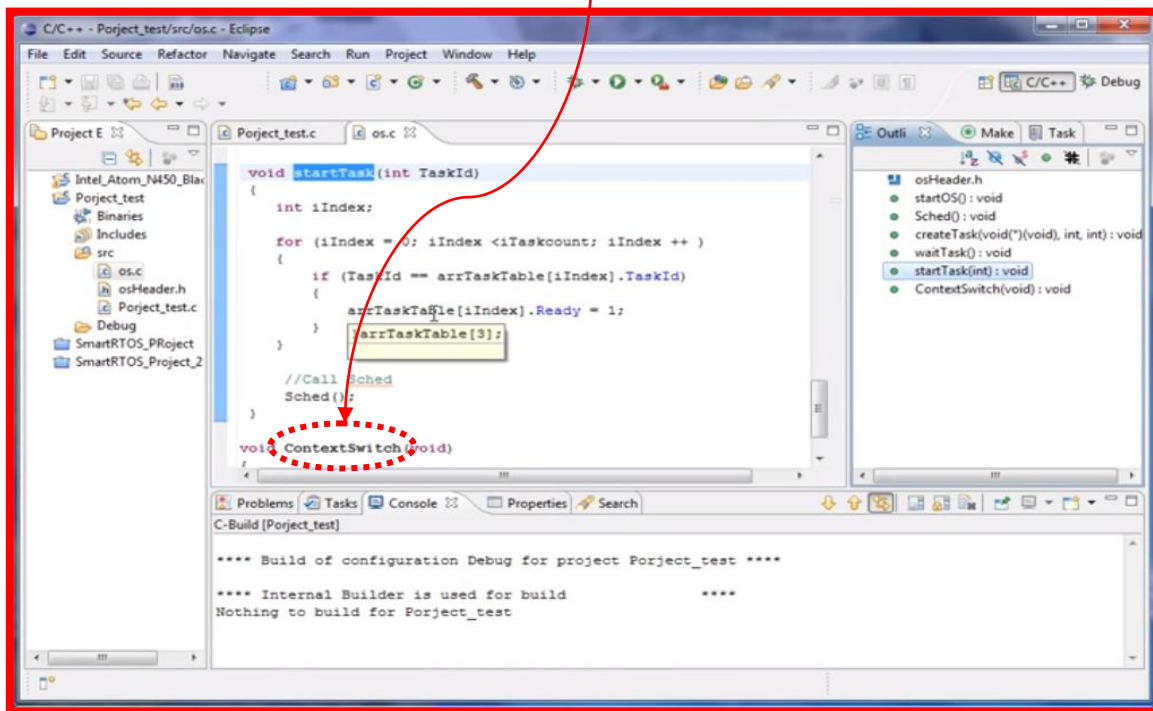 C/C++ - Porject_test/src/os.c - Eclipse
File Edit Source Refactor Navigate Search Run Project Window Help
C/C++ Debug
Project E
Intel_Atom_N450_Blac
Porject_test
Binaries
Includes
src
os.c
osHeader.h
Porject_test.c
Debug
SmartRTOS_PRoject
SmartRTOS_Project_2
Porject_test.c os.c
void startTask(int TaskId)
{
int iIndex;
for (iIndex = 0; iIndex <iTaskcount; iIndex ++ )
{
if (TaskId == arrTaskTable[iIndex].TaskId)
{
arrTaskTable[iIndex].Ready = 1;
}
}arrTaskTable[3];
}
//Call Sched
Sched();
}
void ContextSwitch(void)
{
Outli Make Task
osHeader.h
startOS() : void
Sched() : void
createTask(void(*)(void), int, int) : void
waitTask() : void
startTask(int) : void
ContextSwitch(void) : void
Problems Tasks Console Properties Search
C-Build [Porject_test]
**** Build of configuration Debug for project Porject_test ****
**** Internal Builder is used for build ****
Nothing to build for Porject_test